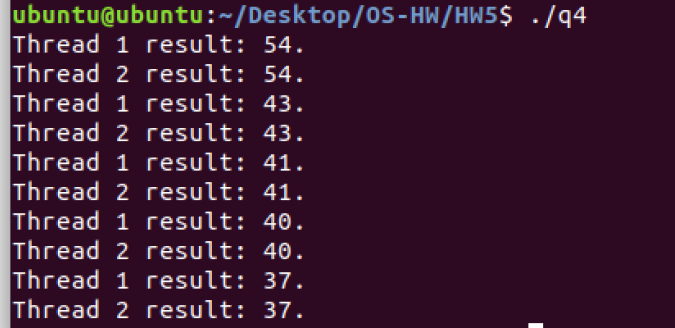 ubuntu@ubuntu:~/Desktop/OS-HW/HW5$ ./q4
Thread 1 result: 54.
Thread 2 result: 54.
Thread 1 result: 43.
Thread 2 result: 43.
Thread 1 result: 41.
Thread 2 result: 41.
Thread 1 result: 40.
Thread 2 result: 40.
Thread 1 result: 37.
Thread 2 result: 37.